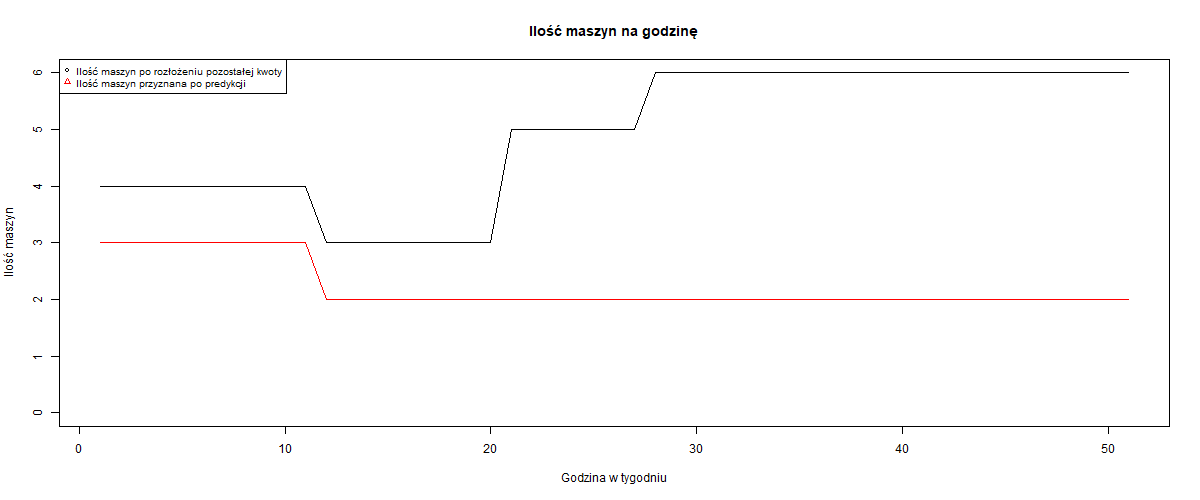 Ilość maszyn na godzinę
Ilość maszyn po rozłożeniu pozostałej kwoty
Ilość maszyn przyznana po predykcji
Ilość maszyn
6
5
4
3
2
1
0
0 10 20 30 40 50
Godzina w tygodniu